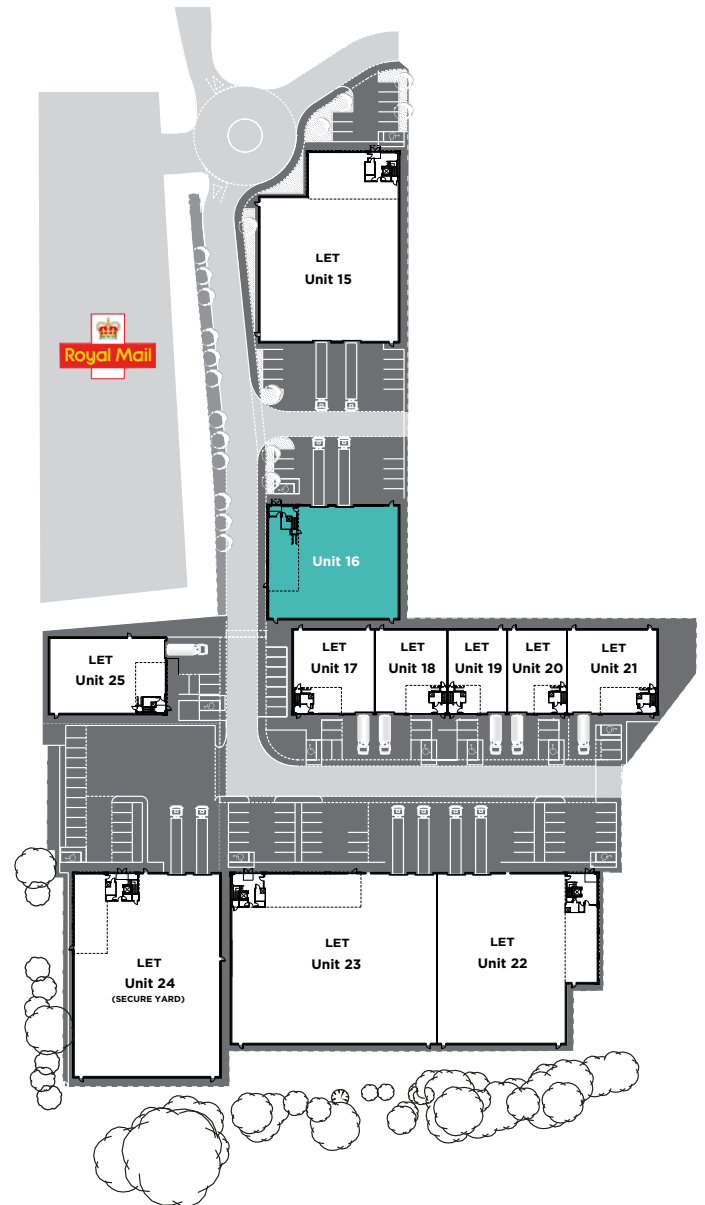 LET
Unit 15
Royal Mail
Unit 16
LET
Unit 17
LET
Unit 18
LET
Unit 19
LET
Unit 20
LET
Unit 21
LET
Unit 25
LET
Unit 24
(SECURE YARD)
LET
Unit 23
LET
Unit 22